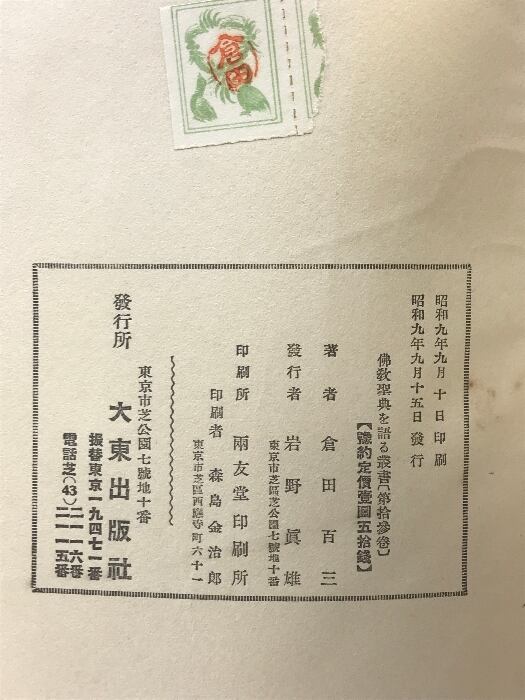 倉田
昭和九年九月十日印刷
昭和九年九月十五日發行
佛敎聖典を語る叢書〔第拾參卷〕
【豫約定價壹圓五拾錢】
著者 倉田百三
發行者 岩野眞雄
東京市芝區芝公園七號地十番
印刷所 兩友堂印刷所
印刷者 森島金治郎
東京市芝區西應寺町六十一
東京市芝公園七號地十番
發行所 大東出版社
振替東京一九四七一番
電話芝(43)二一一六番
二一一五番